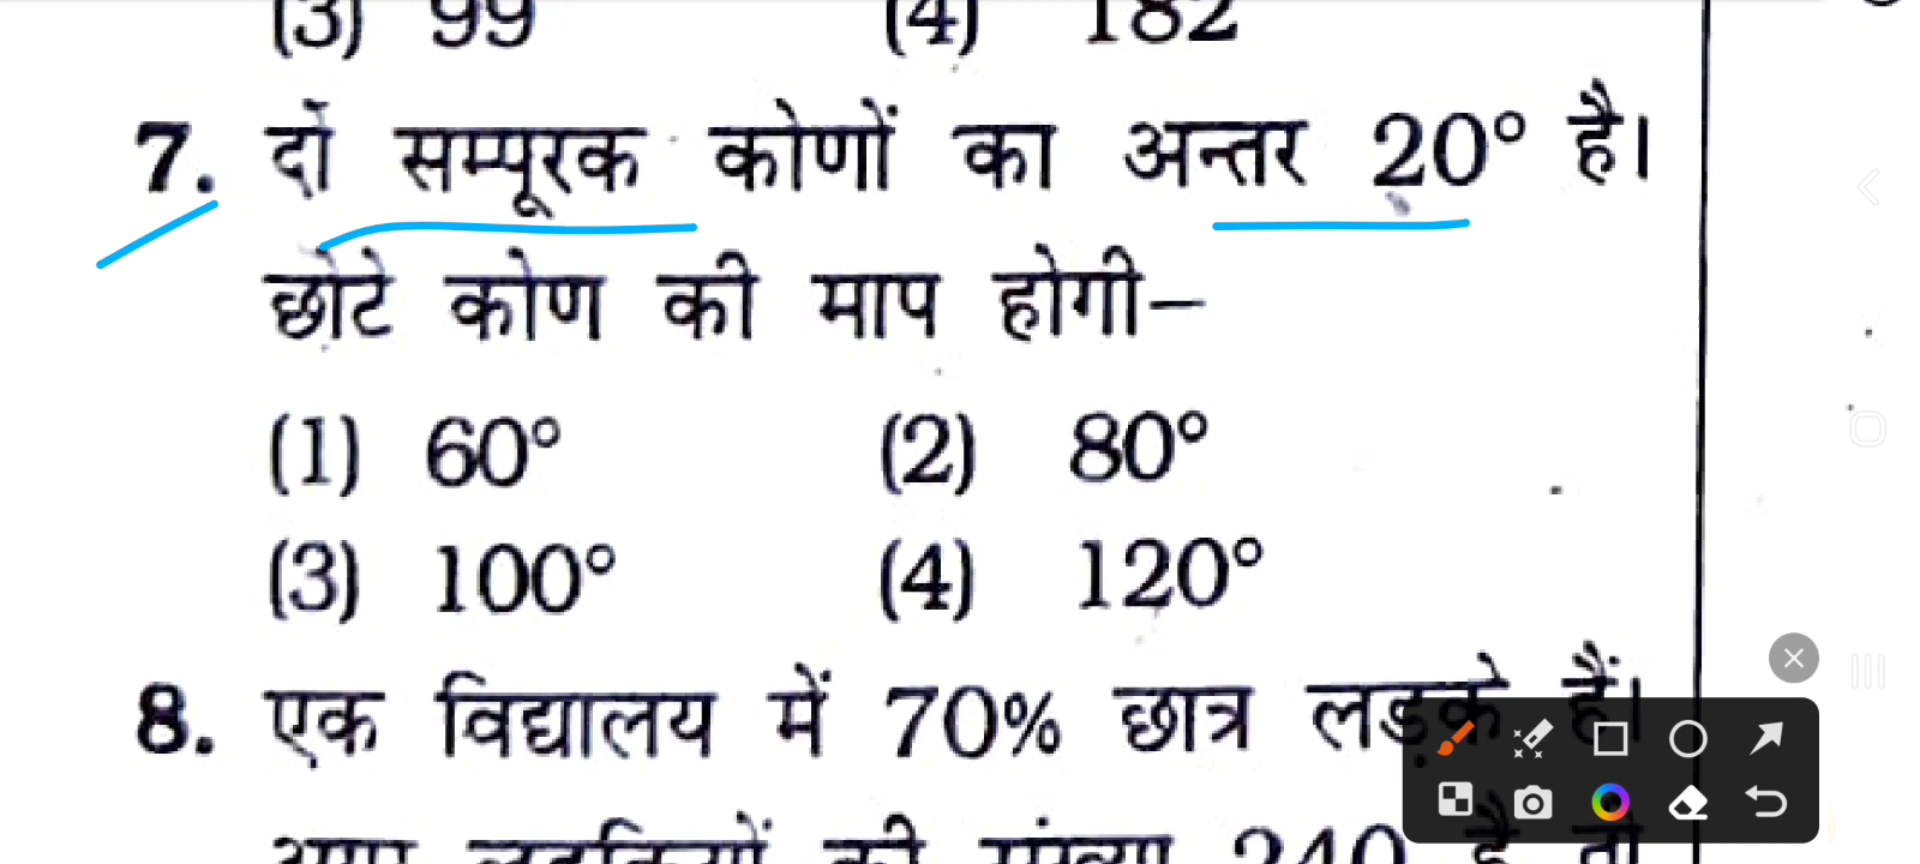 (3) 99 (4) 182
7. दो सम्पूरक कोणों का अन्तर 20° है।
छोटे कोण की माप होगी–
(1) 60° (2) 80°
(3) 100° (4) 120°
8. एक विद्यालय में 70% छात्र लड़के हैं।
240 है तो